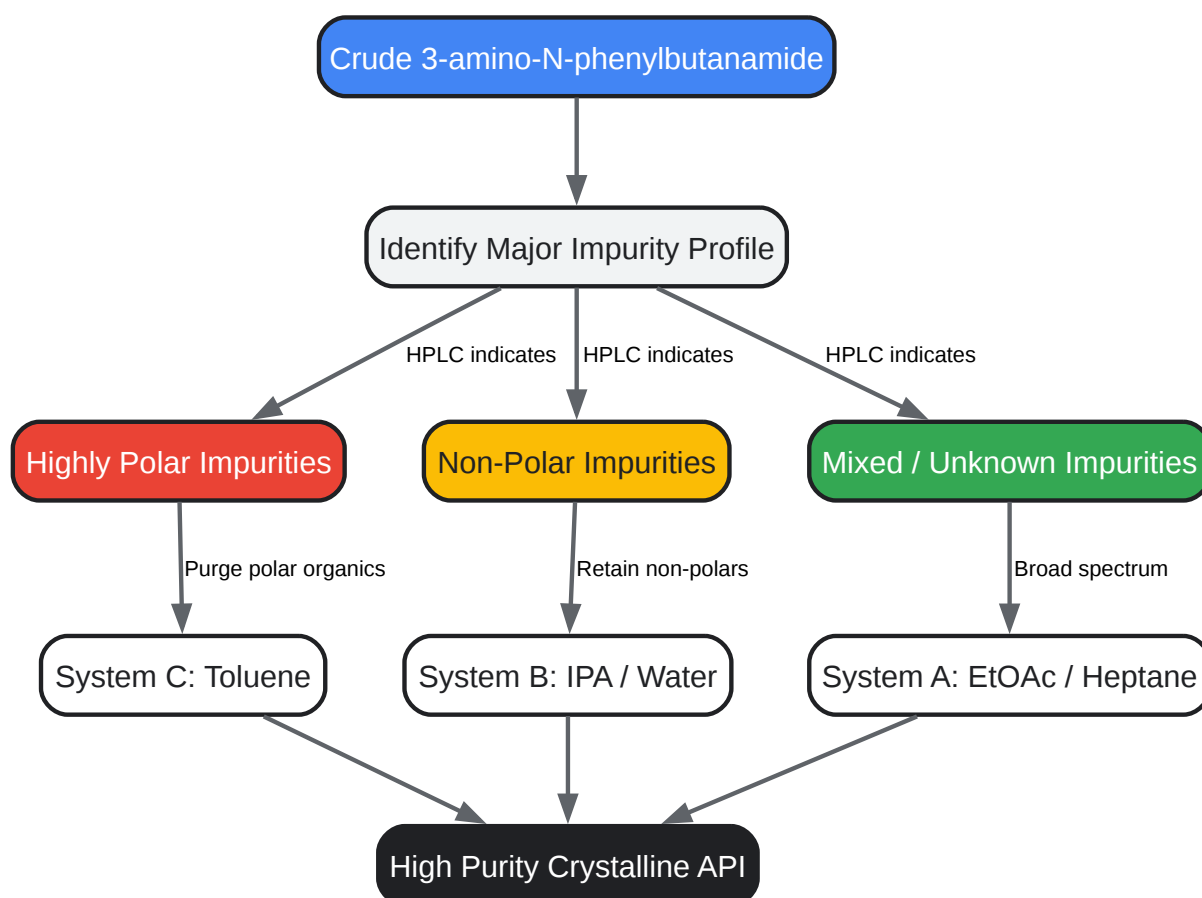 Crude 3-amino-N-phenylbutanamide
Identify Major Impurity Profile
HPLC indicates
HPLC indicates
HPLC indicates
Highly Polar Impurities
Non-Polar Impurities
Mixed / Unknown Impurities
Purge polar organics
Retain non-polars
Broad spectrum
System C: Toluene
System B: IPA / Water
System A: EtOAc / Heptane
High Purity Crystalline API